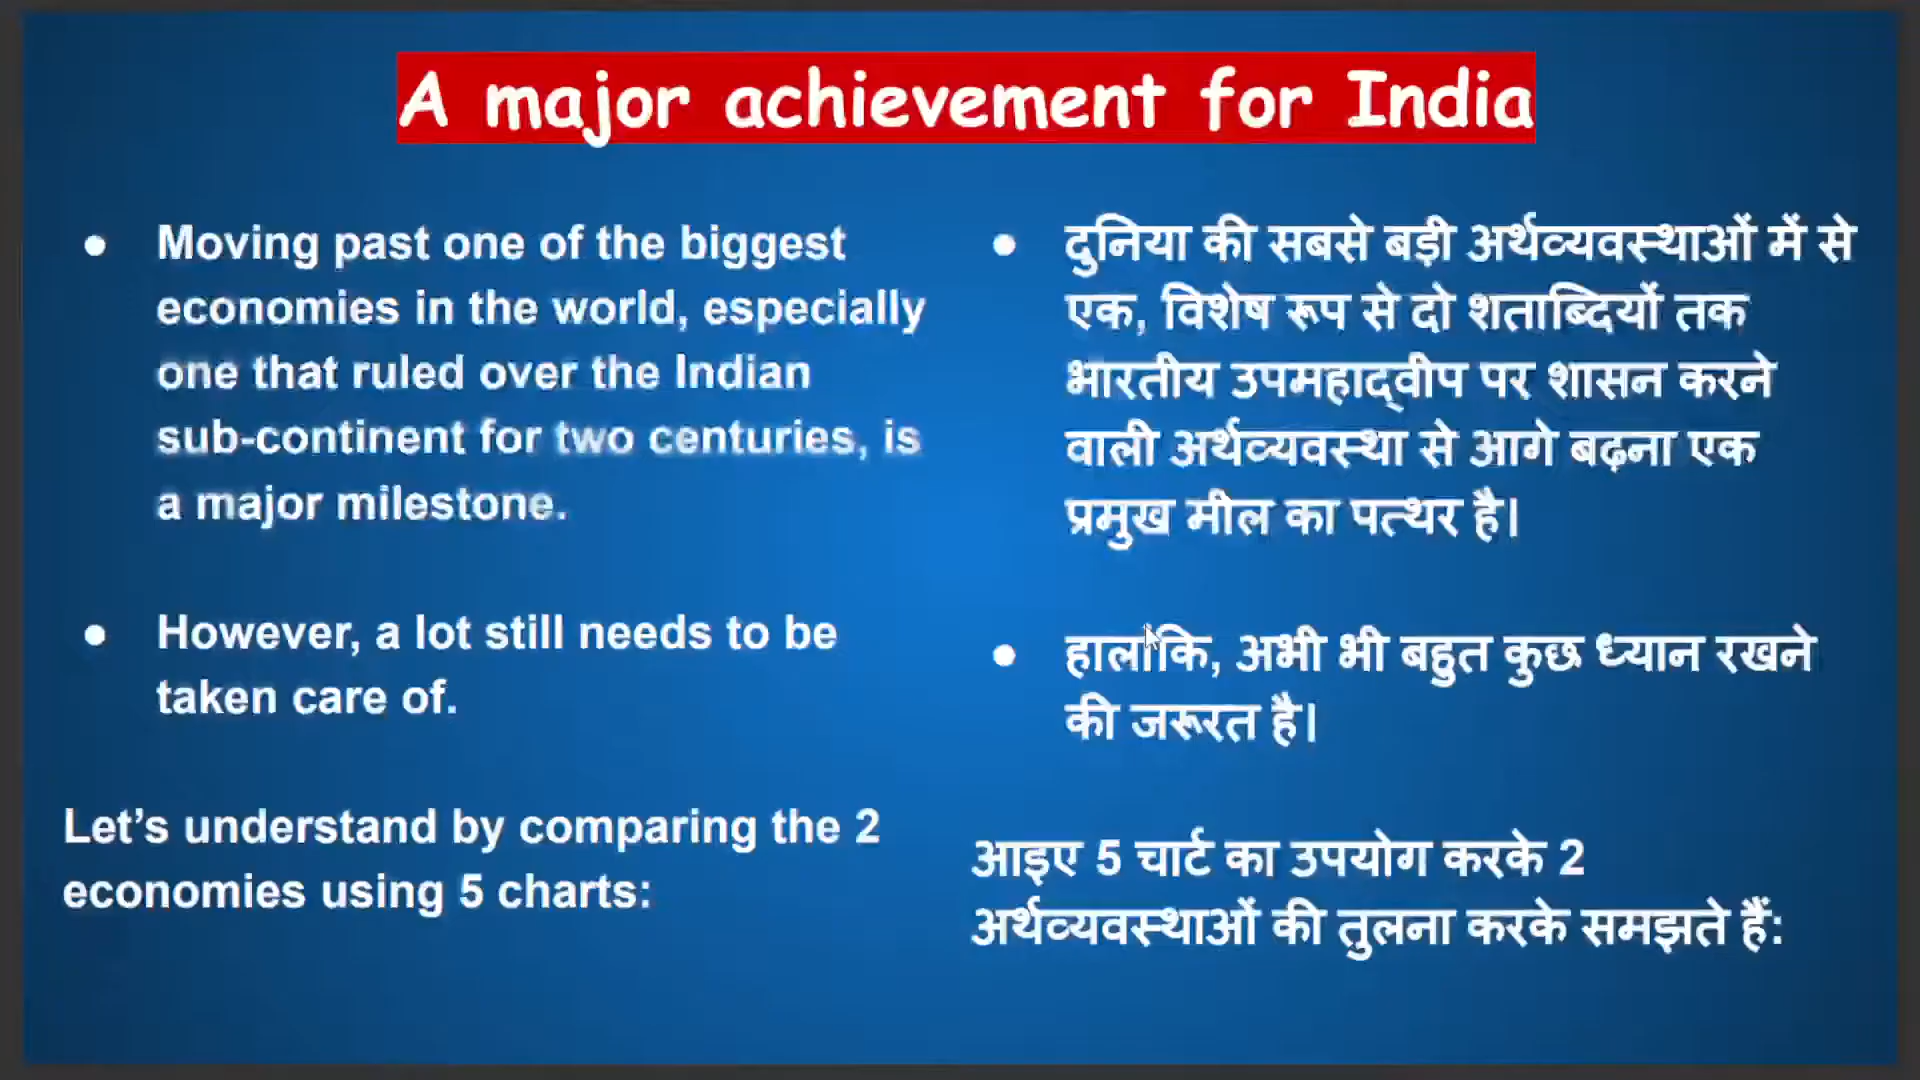 A major achievement for India
● Moving past one of the biggest
economies in the world, especially
one that ruled over the Indian
sub-continent for two centuries, is
a major milestone.
● However, a lot still needs to be
taken care of.
Let’s understand by comparing the 2
economies using 5 charts:
● दुनिया की सबसे बड़ी अर्थव्यवस्थाओं में से
एक, विशेष रूप से दो शताब्दियों तक
भारतीय उपमहाद्वीप पर शासन करने
वाली अर्थव्यवस्था से आगे बढ़ना एक
प्रमुख मील का पत्थर है।
● हालांकि, अभी भी बहुत कुछ ध्यान रखने
की जरूरत है।
आइए 5 चार्ट का उपयोग करके 2
अर्थव्यवस्थाओं की तुलना करके समझते हैं: